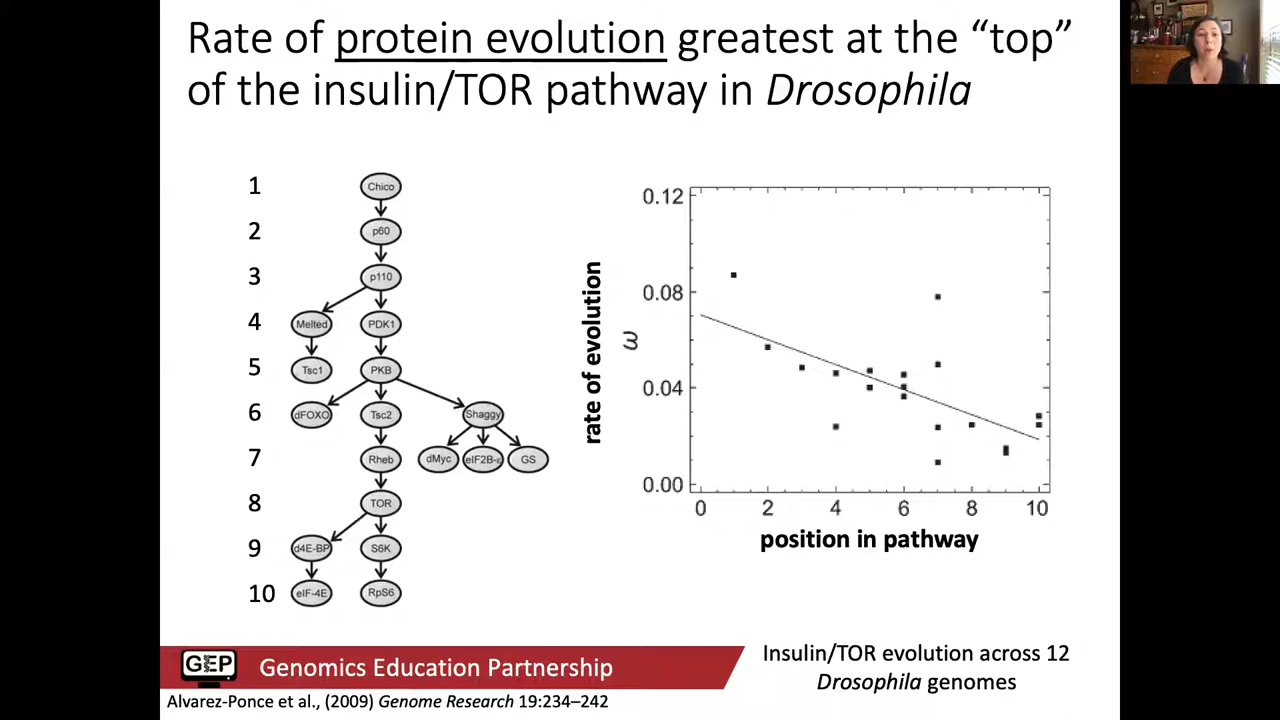 Rate of protein evolution greatest at the “top”
of the insulin/TOR pathway in Drosophila
1 Chico
2 p60
3 p110
4 Melted PDK1
5 Tsc1 PKB
6 dFOXO Tsc2 Shaggy
7 Rheb dMyc eIF2B-ε GS
8 TOR
9 d4E-BP S6K
10 eIF-4E RpS6
rate of evolution
ω
0.12
0.08
0.04
0.00
0 2 4 6 8 10
position in pathway
GEP Genomics Education Partnership
Insulin/TOR evolution across 12
Drosophila genomes
Alvarez-Ponce et al., (2009) Genome Research 19:234–242